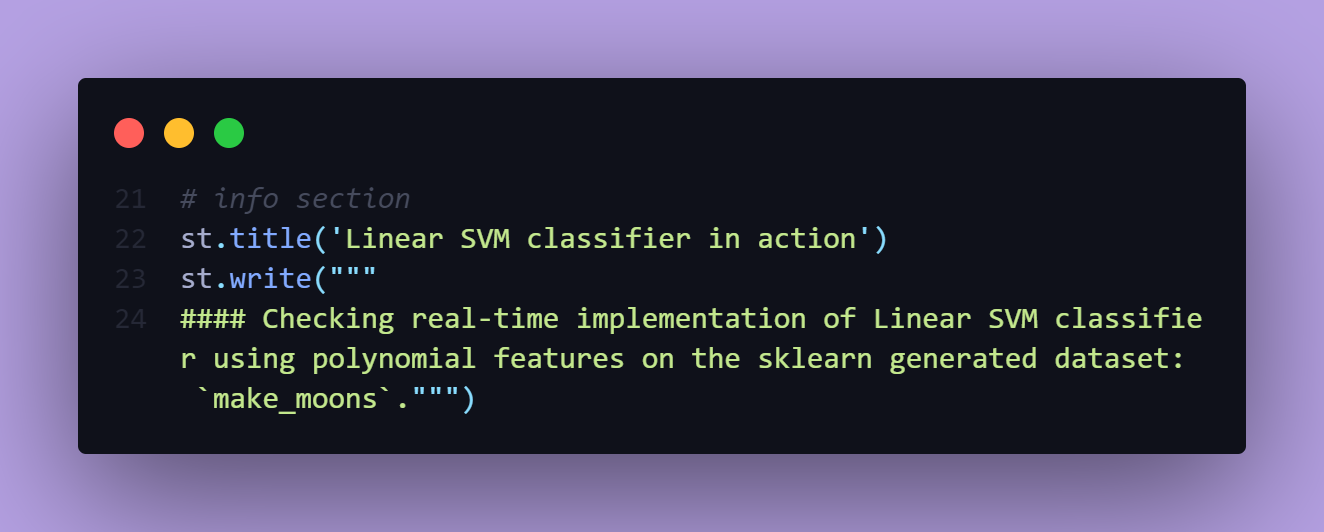 21 # info section
22 st.title('Linear SVM classifier in action')
23 st.write("""
24 #### Checking real-time implementation of Linear SVM classifie
r using polynomial features on the sklearn generated dataset:
`make_moons`.""")